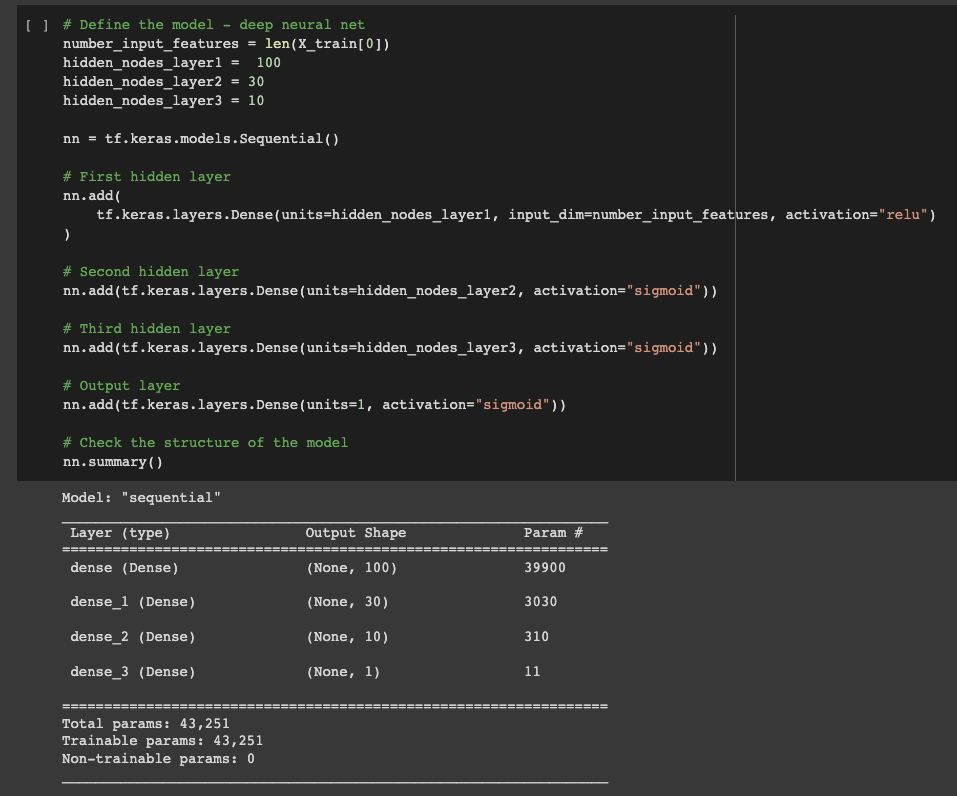 [ ] # Define the model - deep neural net
number_input_features = len(X_train[0])
hidden_nodes_layer1 =  100
hidden_nodes_layer2 = 30
hidden_nodes_layer3 = 10
nn = tf.keras.models.Sequential()
# First hidden layer
nn.add(
    tf.keras.layers.Dense(units=hidden_nodes_layer1, input_dim=number_input_features, activation="relu")
)
# Second hidden layer
nn.add(tf.keras.layers.Dense(units=hidden_nodes_layer2, activation="sigmoid"))
# Third hidden layer
nn.add(tf.keras.layers.Dense(units=hidden_nodes_layer3, activation="sigmoid"))
# Output layer
nn.add(tf.keras.layers.Dense(units=1, activation="sigmoid"))
# Check the structure of the model
nn.summary()
Model: "sequential"
Layer (type) Output Shape Param #
dense (Dense) (None, 100) 39900
dense_1 (Dense) (None, 30) 3030
dense_2 (Dense) (None, 10) 310
dense_3 (Dense) (None, 1) 11
Total params: 43,251
Trainable params: 43,251
Non-trainable params: 0